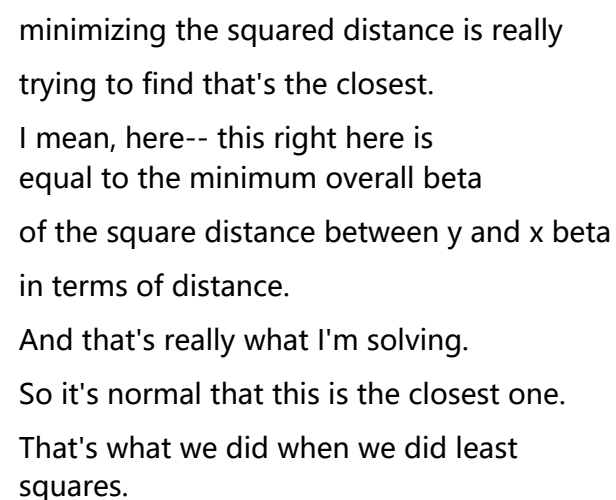 minimizing the squared distance is really
trying to find that's the closest.
I mean, here-- this right here is
equal to the minimum overall beta
of the square distance between y and x beta
in terms of distance.
And that's really what I'm solving.
So it's normal that this is the closest one.
That's what we did when we did least
squares.